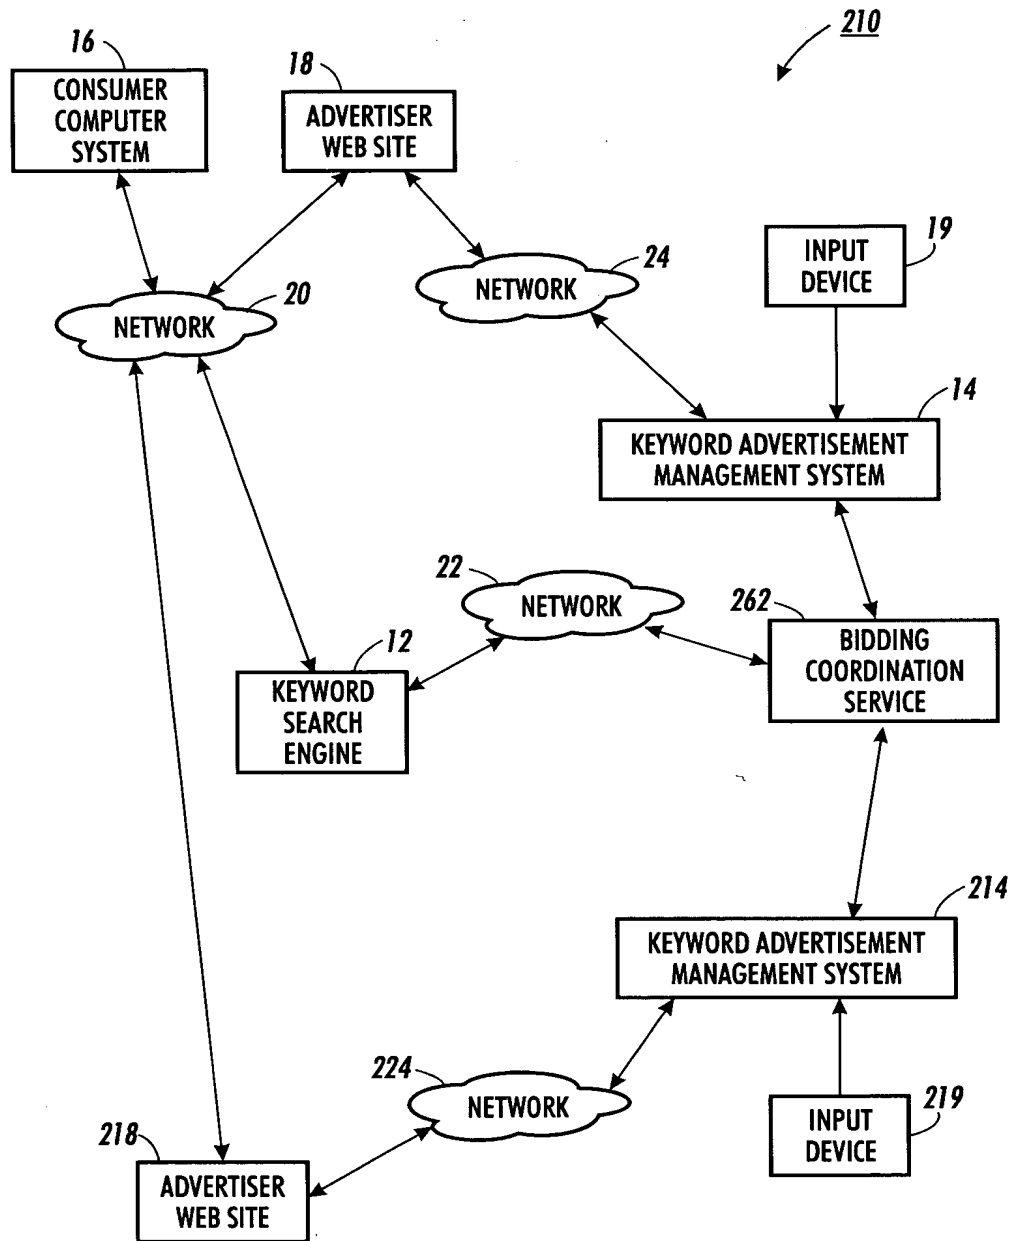 210
16
CONSUMER
COMPUTER
SYSTEM
18
ADVERTISER
WEB SITE
19
INPUT
DEVICE
24
NETWORK
20
NETWORK
14
KEYWORD ADVERTISEMENT
MANAGEMENT SYSTEM
22
NETWORK
262
BIDDING
COORDINATION
SERVICE
12
KEYWORD
SEARCH
ENGINE
214
KEYWORD ADVERTISEMENT
MANAGEMENT SYSTEM
224
NETWORK
219
INPUT
DEVICE
218
ADVERTISER
WEB SITE